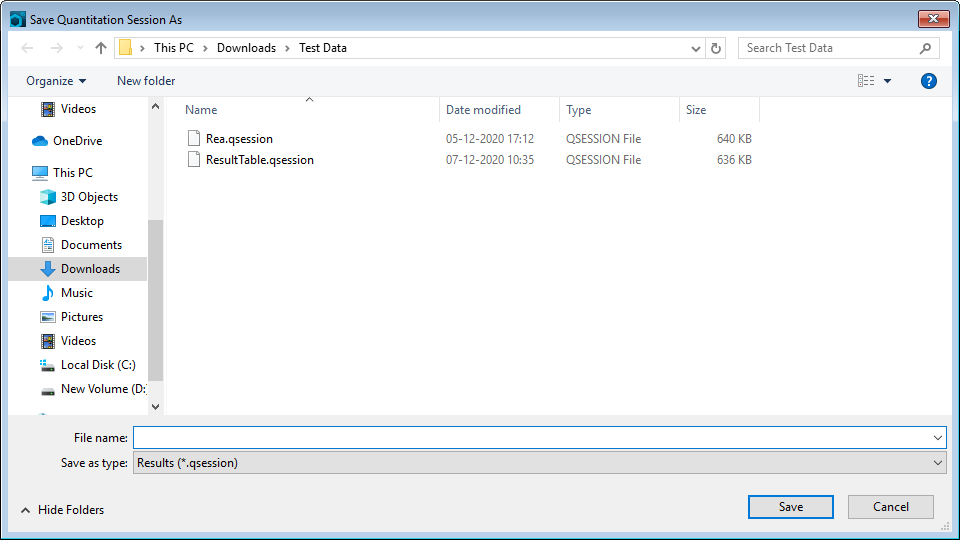 Save Quantitation Session As
This PC > Downloads > Test Data
Search Test Data
Organize
New folder
?
Videos
OneDrive
This PC
3D Objects
Desktop
Documents
Downloads
Music
Pictures
Videos
Local Disk (C:)
New Volume (D:
Name Date modified Type Size
Rea.qsession 05-12-2020 17:12 QSESSION File 640 KB
ResultTable.qsession 07-12-2020 10:35 QSESSION File 636 KB
File name:
Save as type: Results (*.qsession)
Hide Folders
Save
Cancel